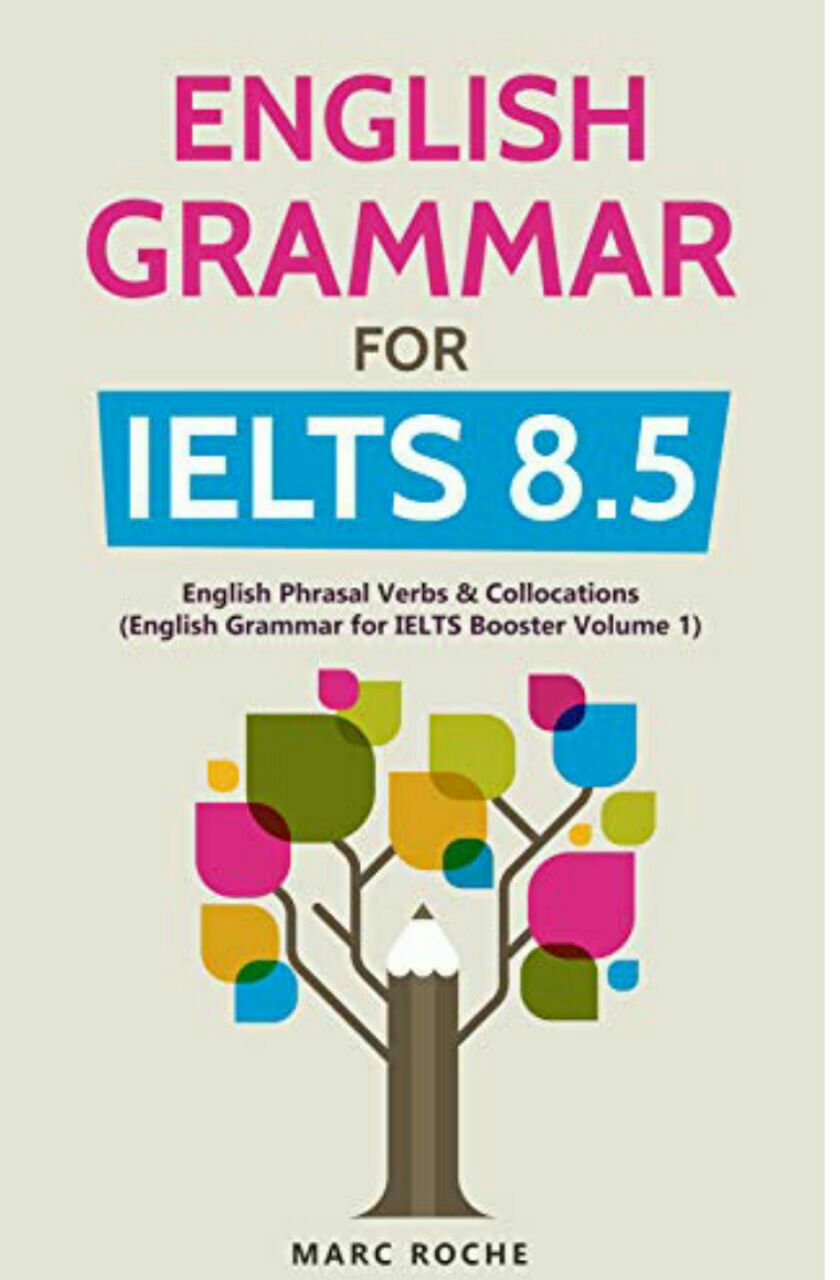 ENGLISH
GRAMMAR
FOR
IELTS 8.5
English Phrasal Verbs & Collocations
(English Grammar for IELTS Booster Volume 1)
MARC ROCHE